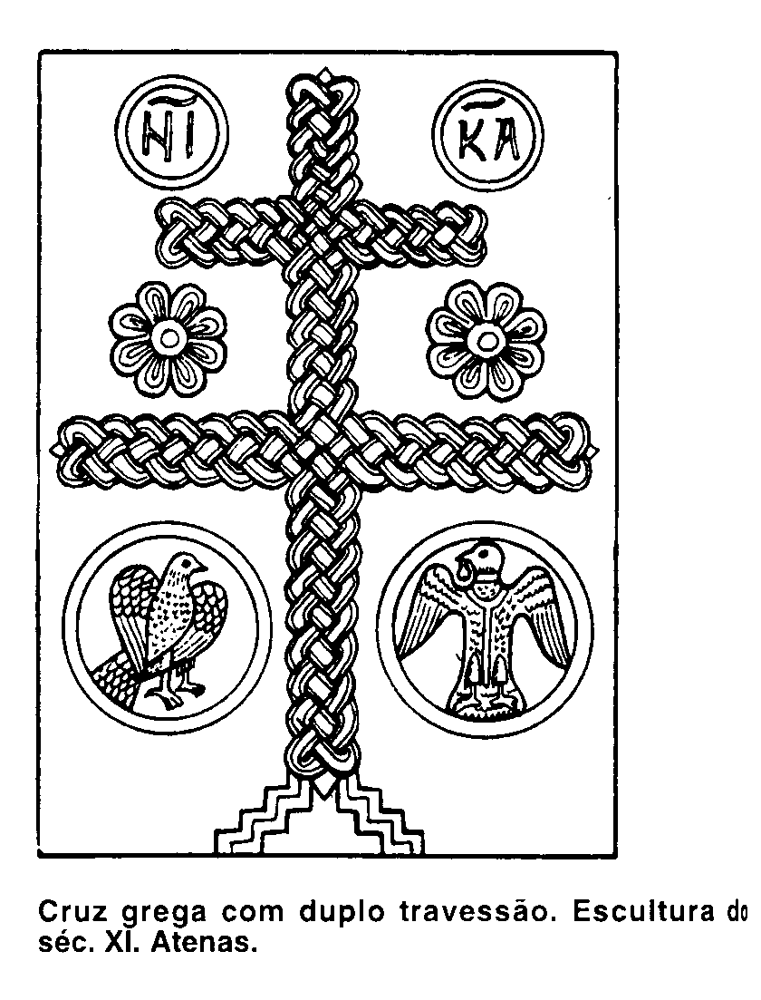 ΝΙ ΚΑ
Cruz grega com duplo travessão. Escultura do
séc. XI. Atenas.